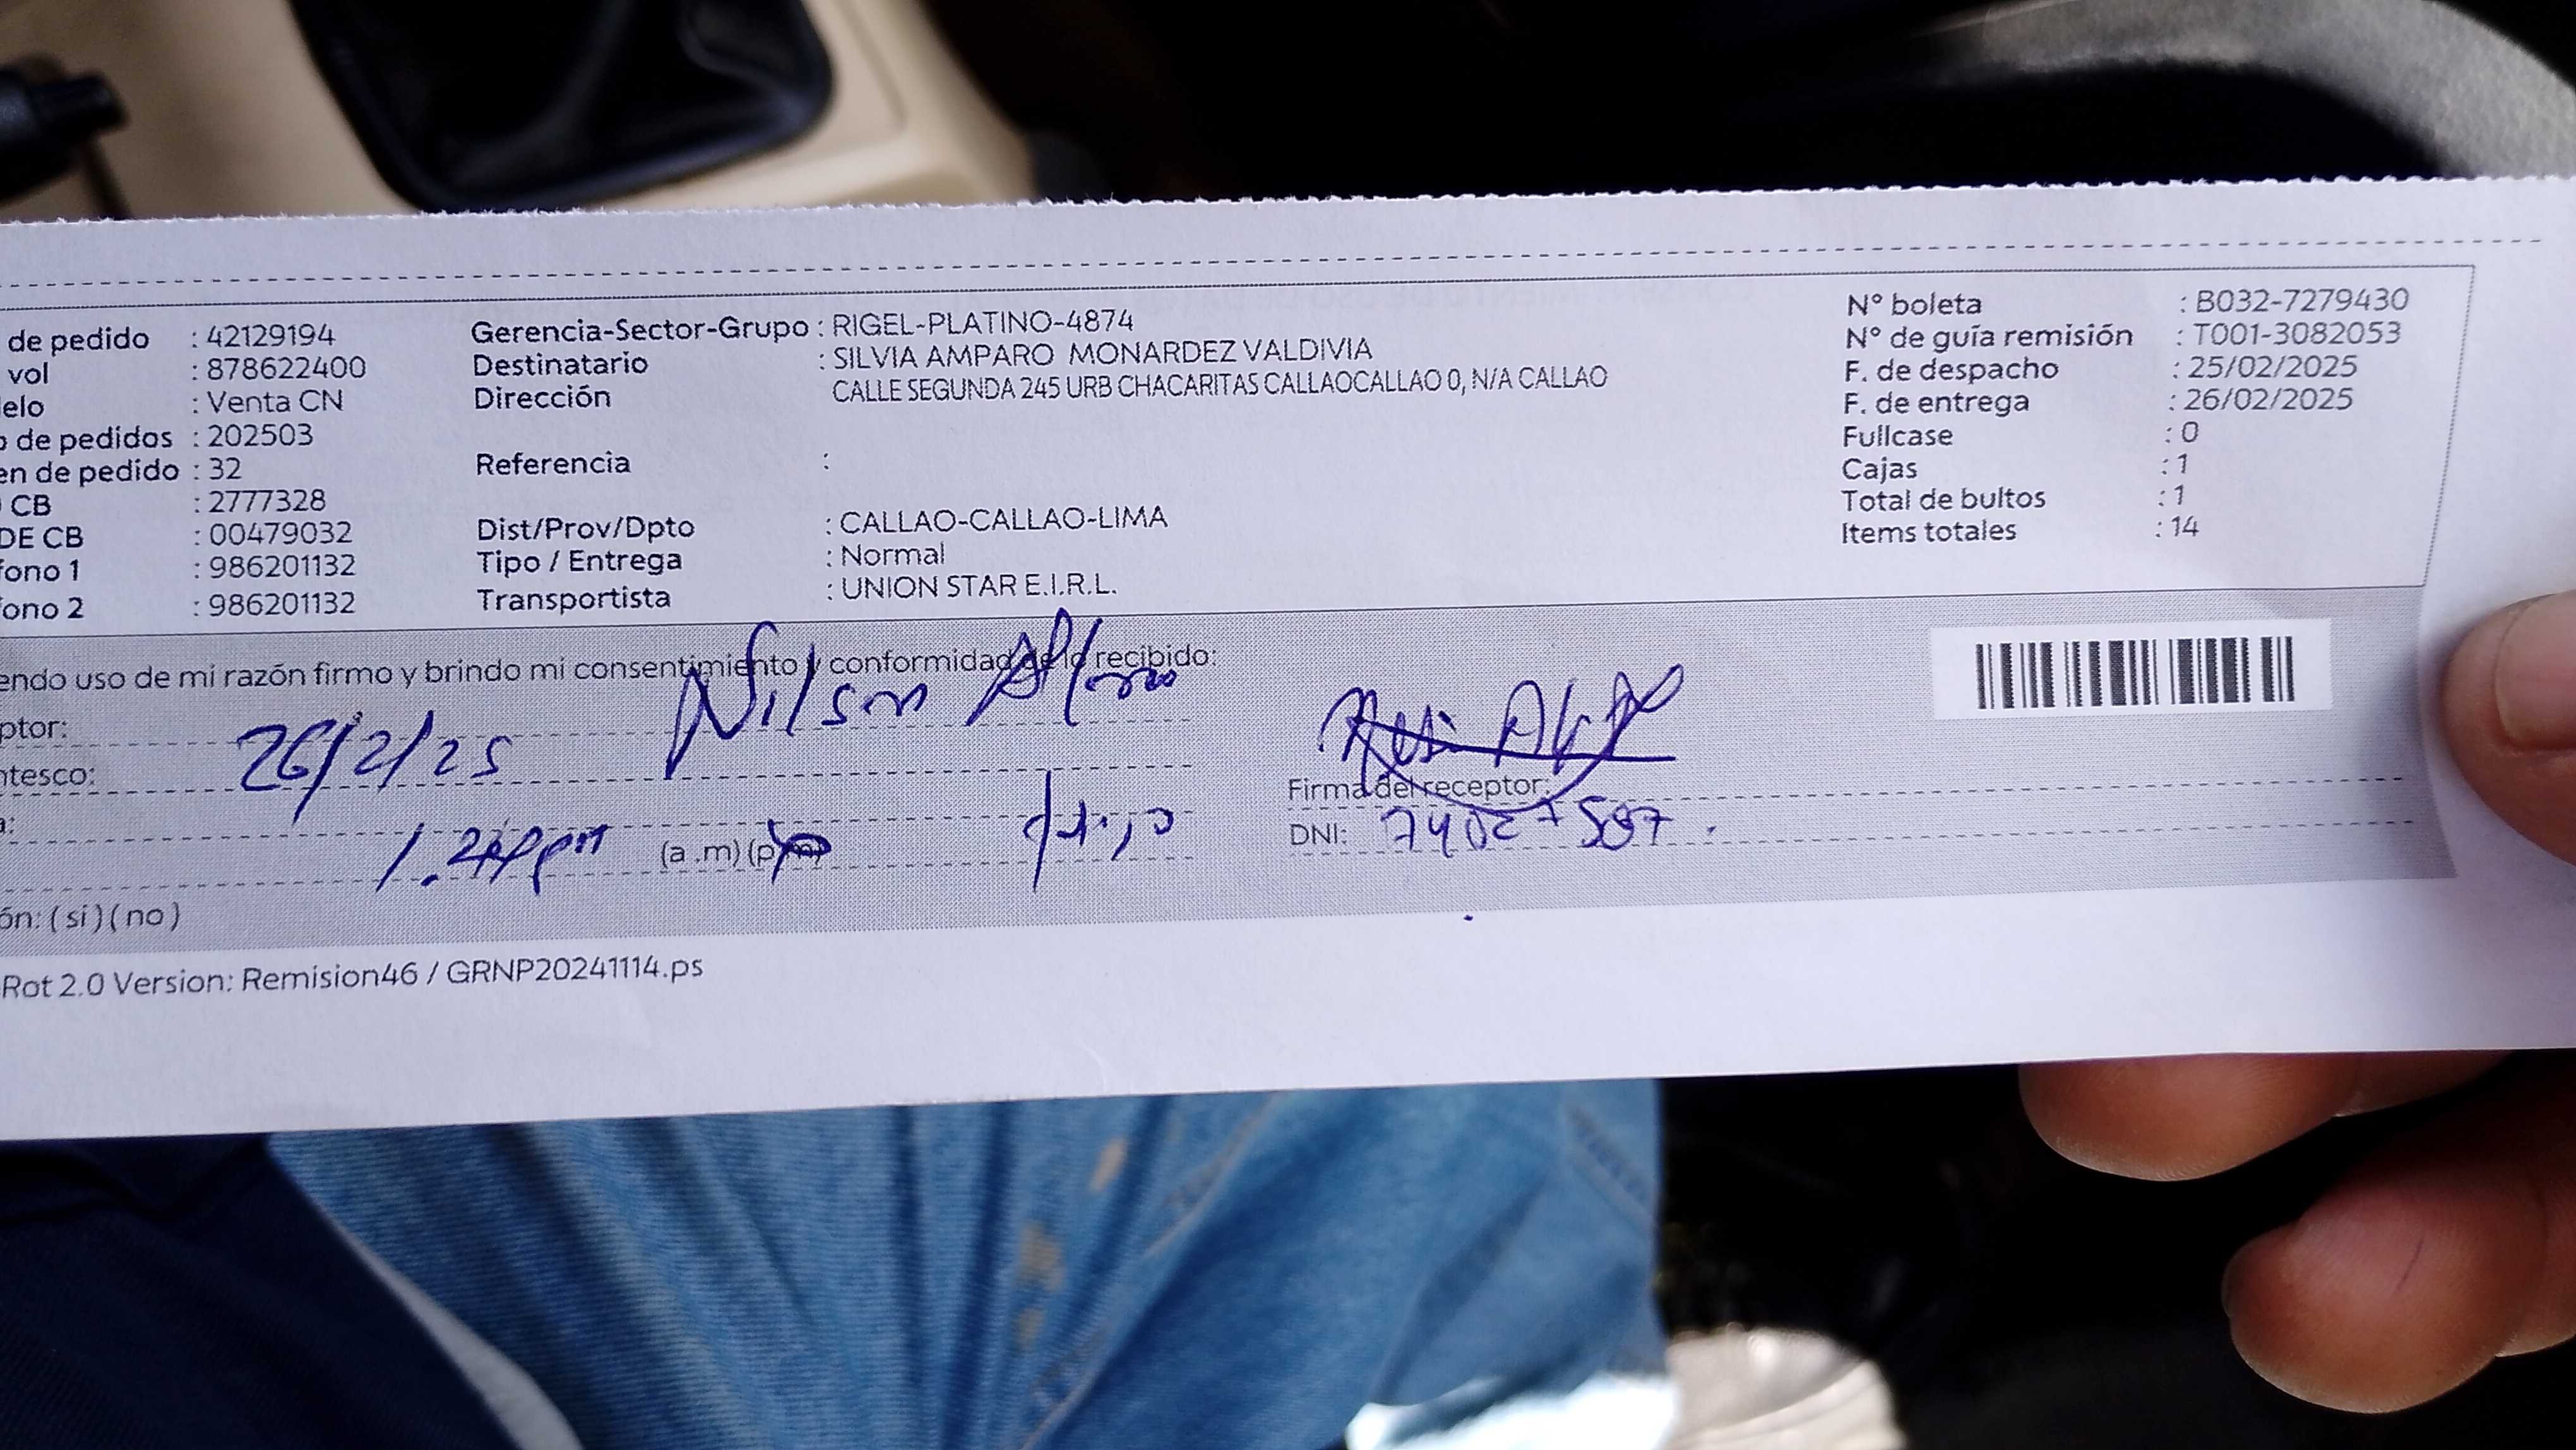 de pedido : 42129194
vol : 878622400
elo : Venta CN
de pedidos : 202503
en de pedido : 32
CB : 2777328
DE CB : 00479032
fono 1 : 986201132
fono 2 : 986201132
Gerencia-Sector-Grupo : RIGEL-PLATINO-4874
Destinatario : SILVIA AMPARO MONARDEZ VALDIVIA
Dirección CALLE SEGUNDA 245 URB CHACARITAS CALLAOCALLAO 0, N/A CALLAO
Referencia :
Dist/Prov/Dpto : CALLAO-CALLAO-LIMA
Tipo / Entrega : Normal
Transportista : UNION STAR E.I.R.L.
N° boleta : B032-7279430
N° de guía remisión : T001-3082053
F. de despacho : 25/02/2025
F. de entrega : 26/02/2025
Fullcase : 0
Cajas : 1
Total de bultos : 1
Items totales : 14
endo uso de mi razón firmo y brindo mi consentimiento y conformidad de lo recibido:
ptor: Nilson
ntesco: 26/2/25
a:
(a .m) (p.m)
Firma del receptor:
DNI:
ón: ( si ) ( no )
Rot 2.0 Version: Remision46 / GRNP20241114.ps